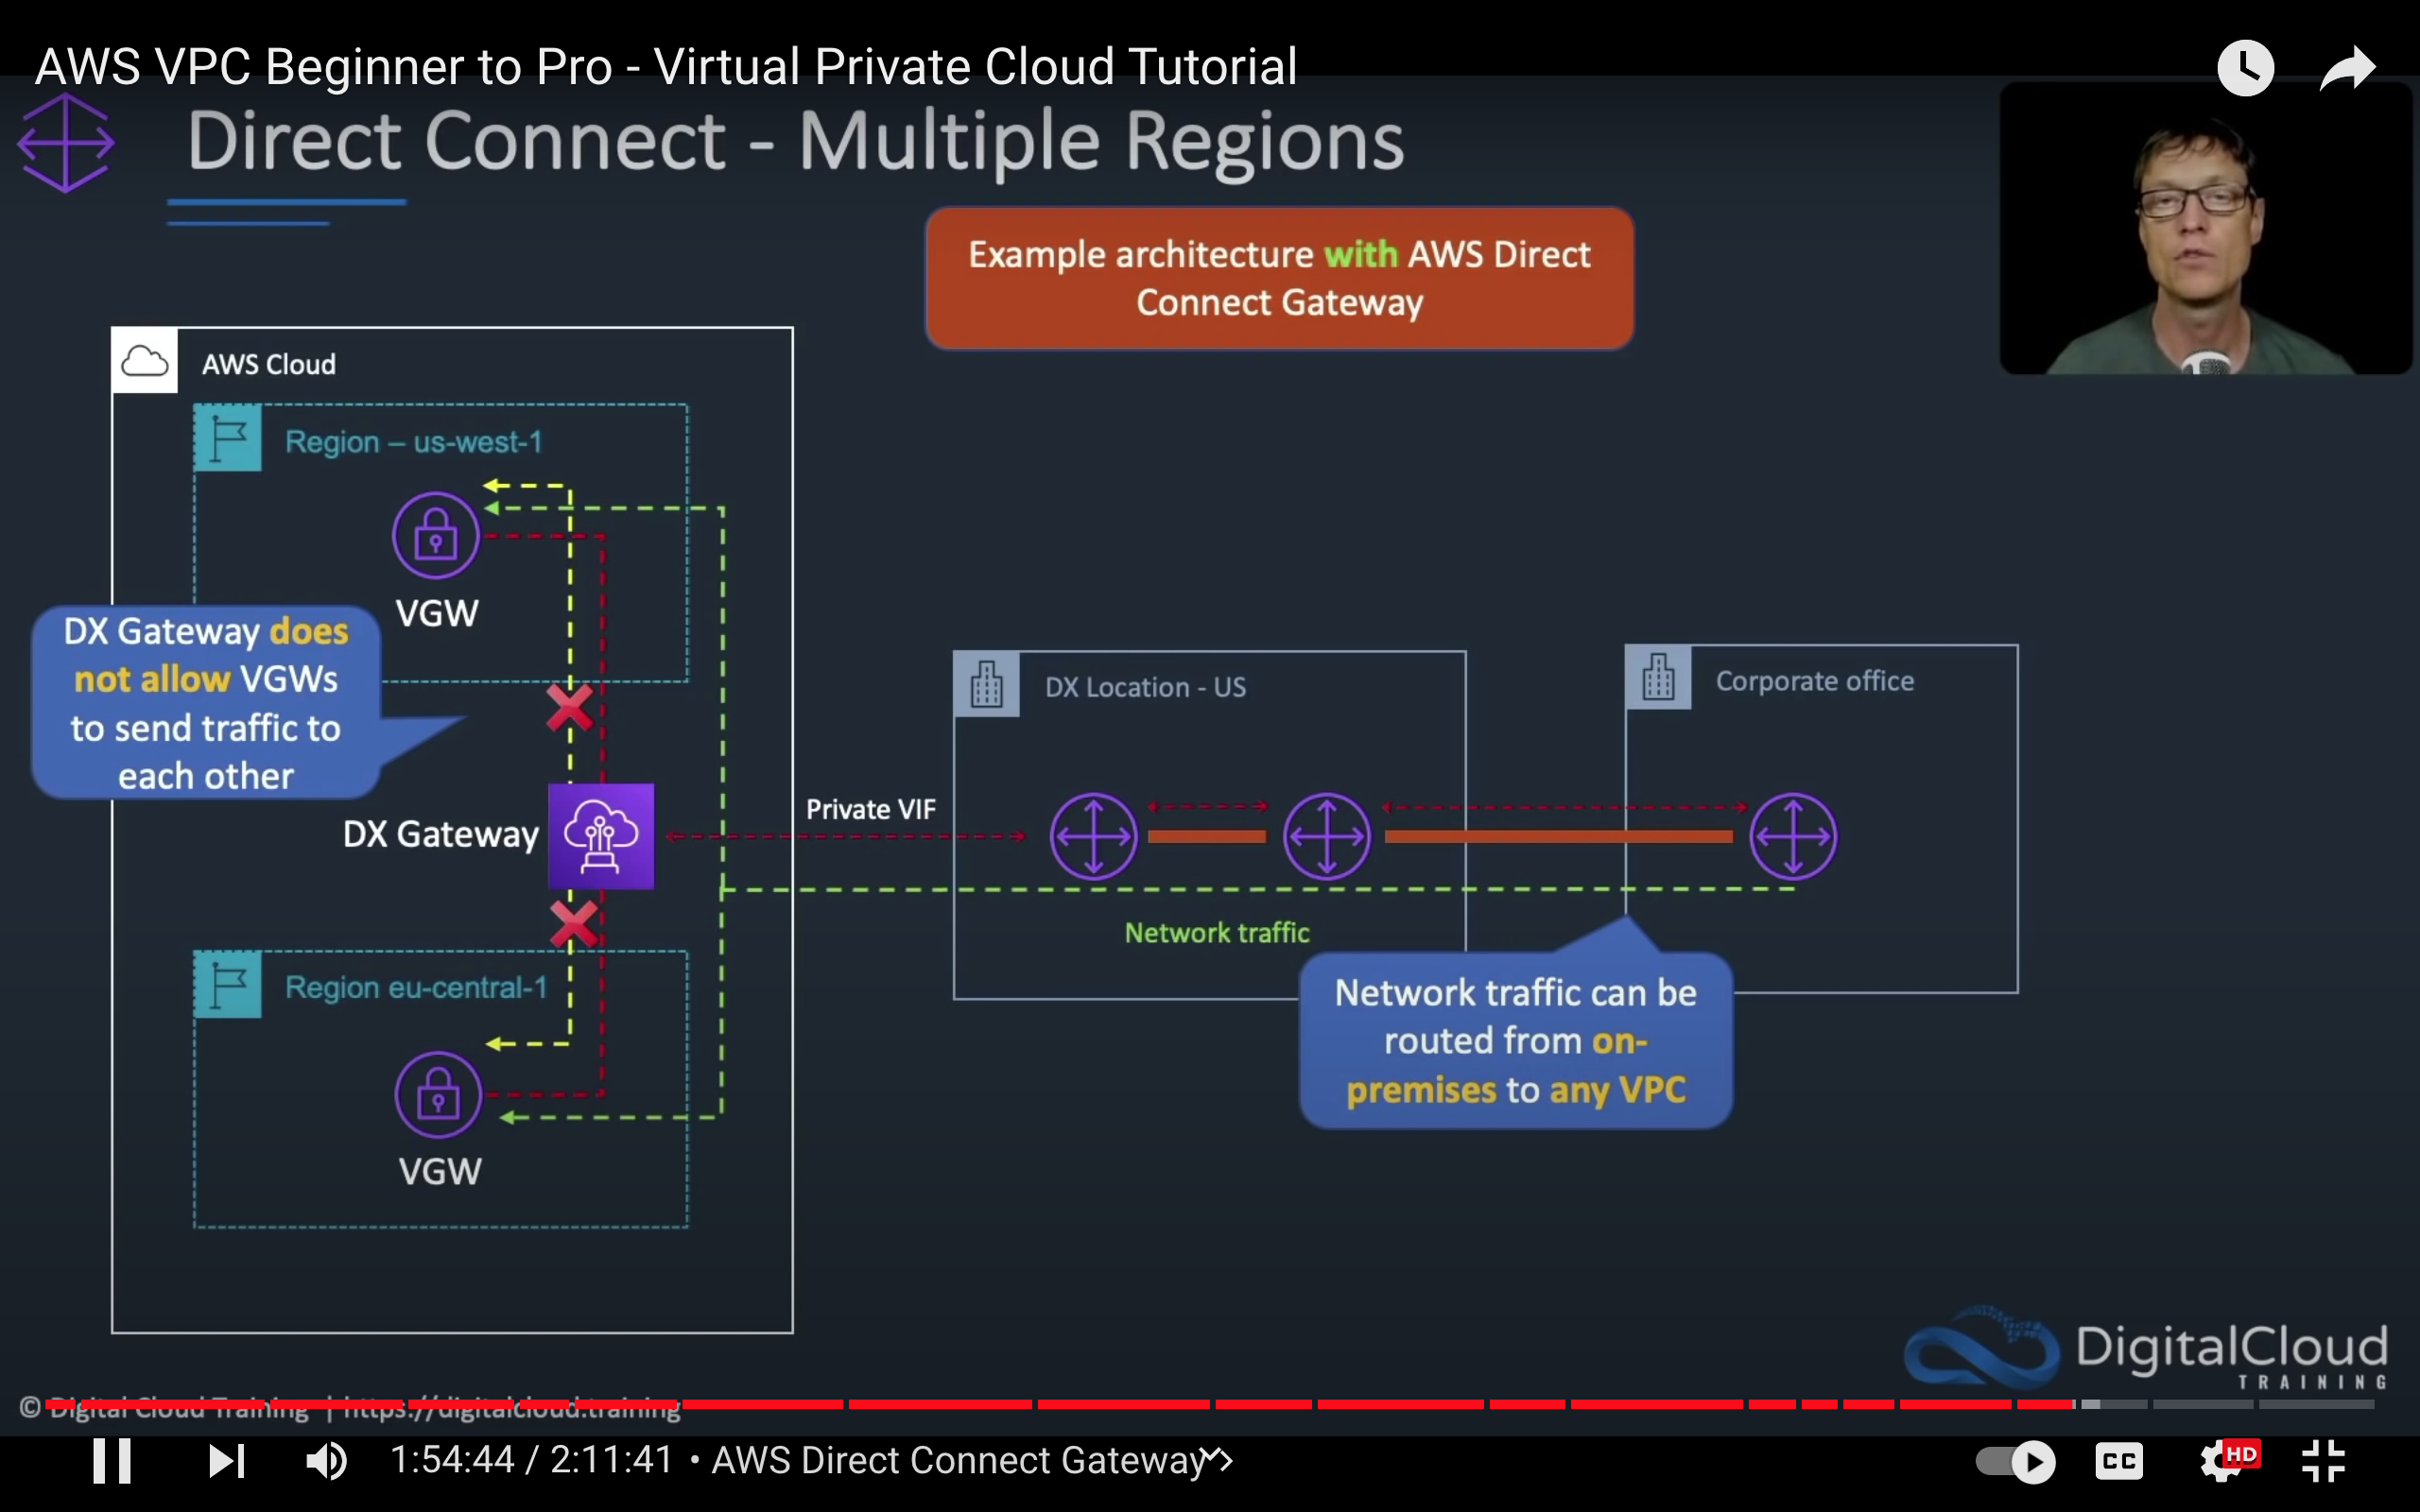 AWS VPC Beginner to Pro - Virtual Private Cloud Tutorial
Direct Connect - Multiple Regions
Example architecture with AWS Direct
Connect Gateway
AWS Cloud
Region – us-west-1
VGW
DX Gateway does
not allow VGWs
to send traffic to
each other
DX Location - US
Corporate office
Private VIF
DX Gateway
Network traffic
Region eu-central-1
Network traffic can be
routed from on-
premises to any VPC
VGW
DigitalCloud
TRAINING
© Digital Cloud Training | https://digitalcloud.training
1:54:44 / 2:11:41 • AWS Direct Connect Gateway
CC
HD